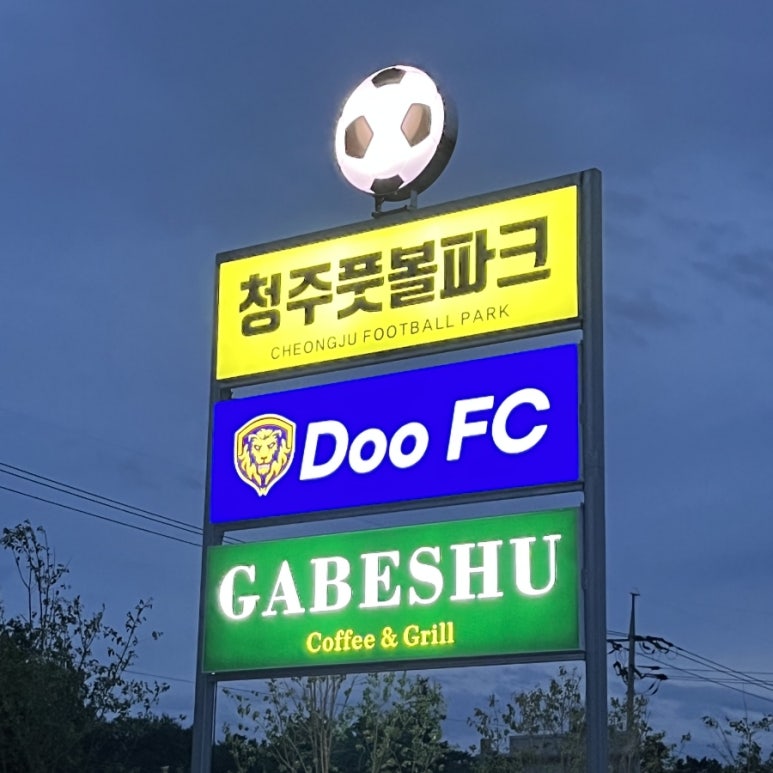 청주풋볼파크
CHEONGJU FOOTBALL PARK
Doo FC
GABESHU
Coffee & Grill